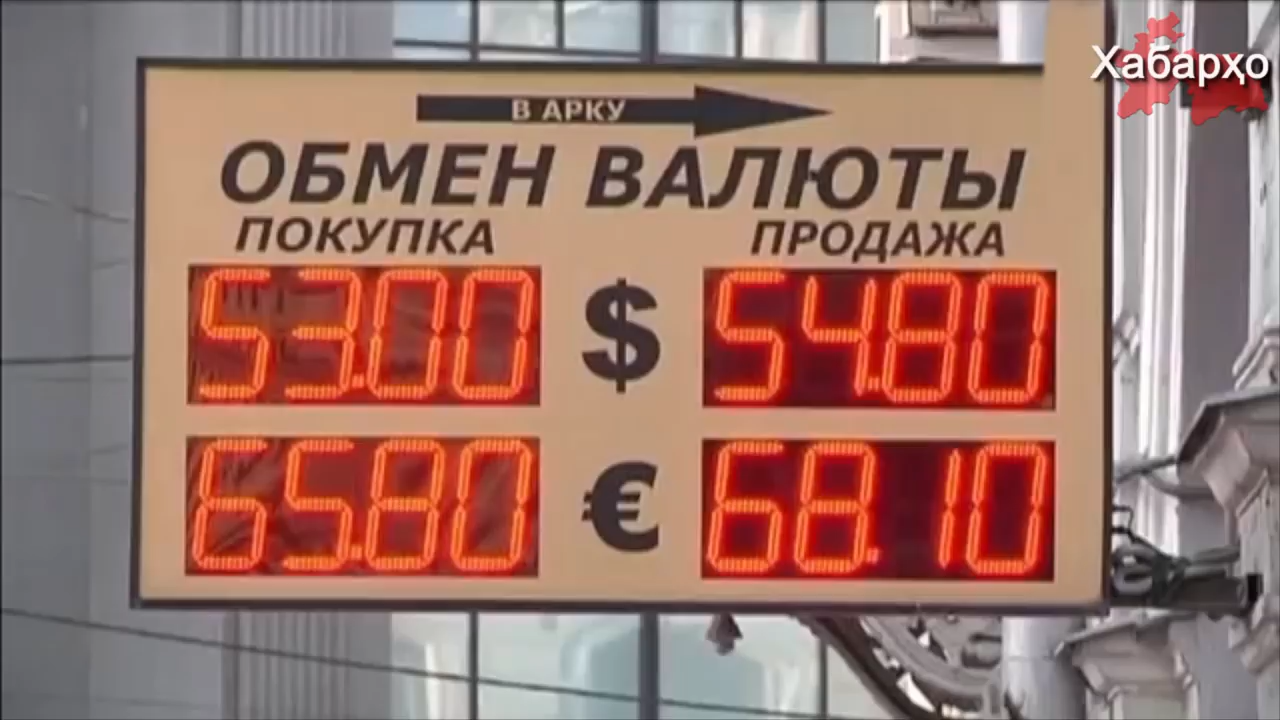 Хабарҳо
В АРКУ
ОБМЕН ВАЛЮТЫ
ПОКУПКА ПРОДАЖА
53.00 $ 54.80
65.80 € 68.10